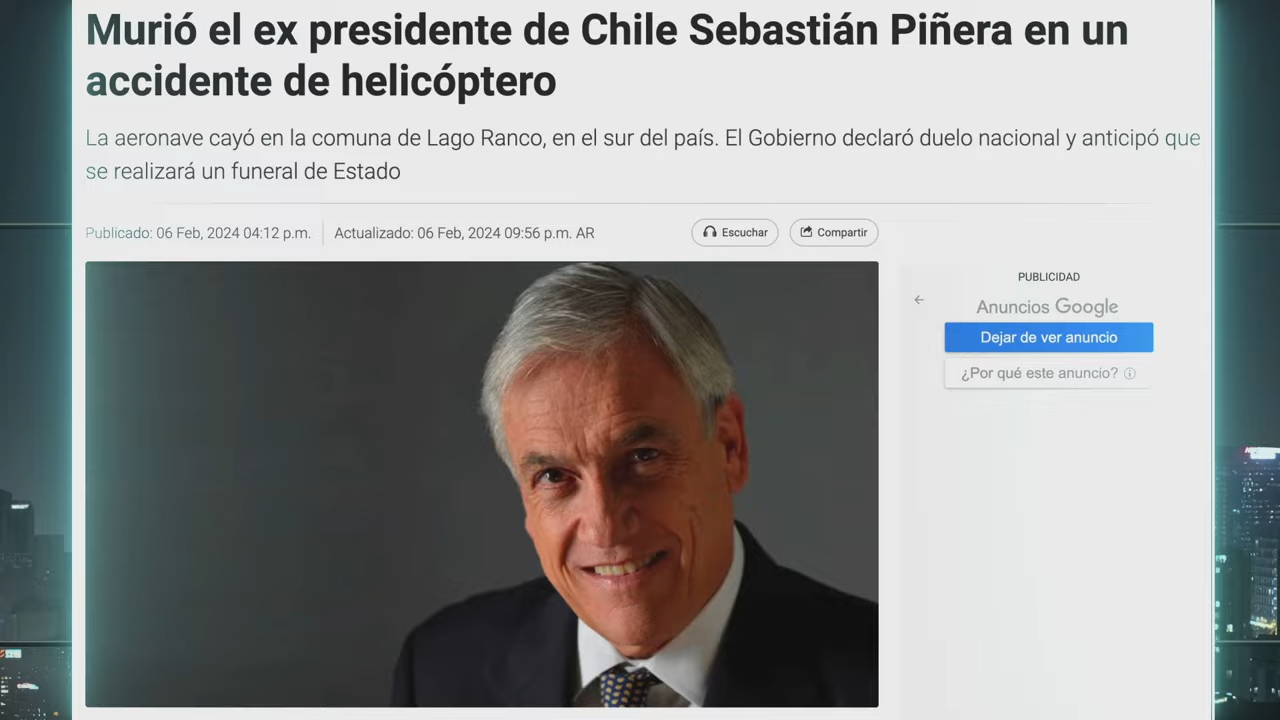 Murió el ex presidente de Chile Sebastián Piñera en un
accidente de helicóptero
La aeronave cayó en la comuna de Lago Ranco, en el sur del país. El Gobierno declaró duelo nacional y anticipó que
se realizará un funeral de Estado
Publicado: 06 Feb, 2024 04:12 p.m.
Actualizado: 06 Feb, 2024 09:56 p.m. AR
Escuchar
Compartir
PUBLICIDAD
Anuncios Google
Dejar de ver anuncio
¿Por qué este anuncio?